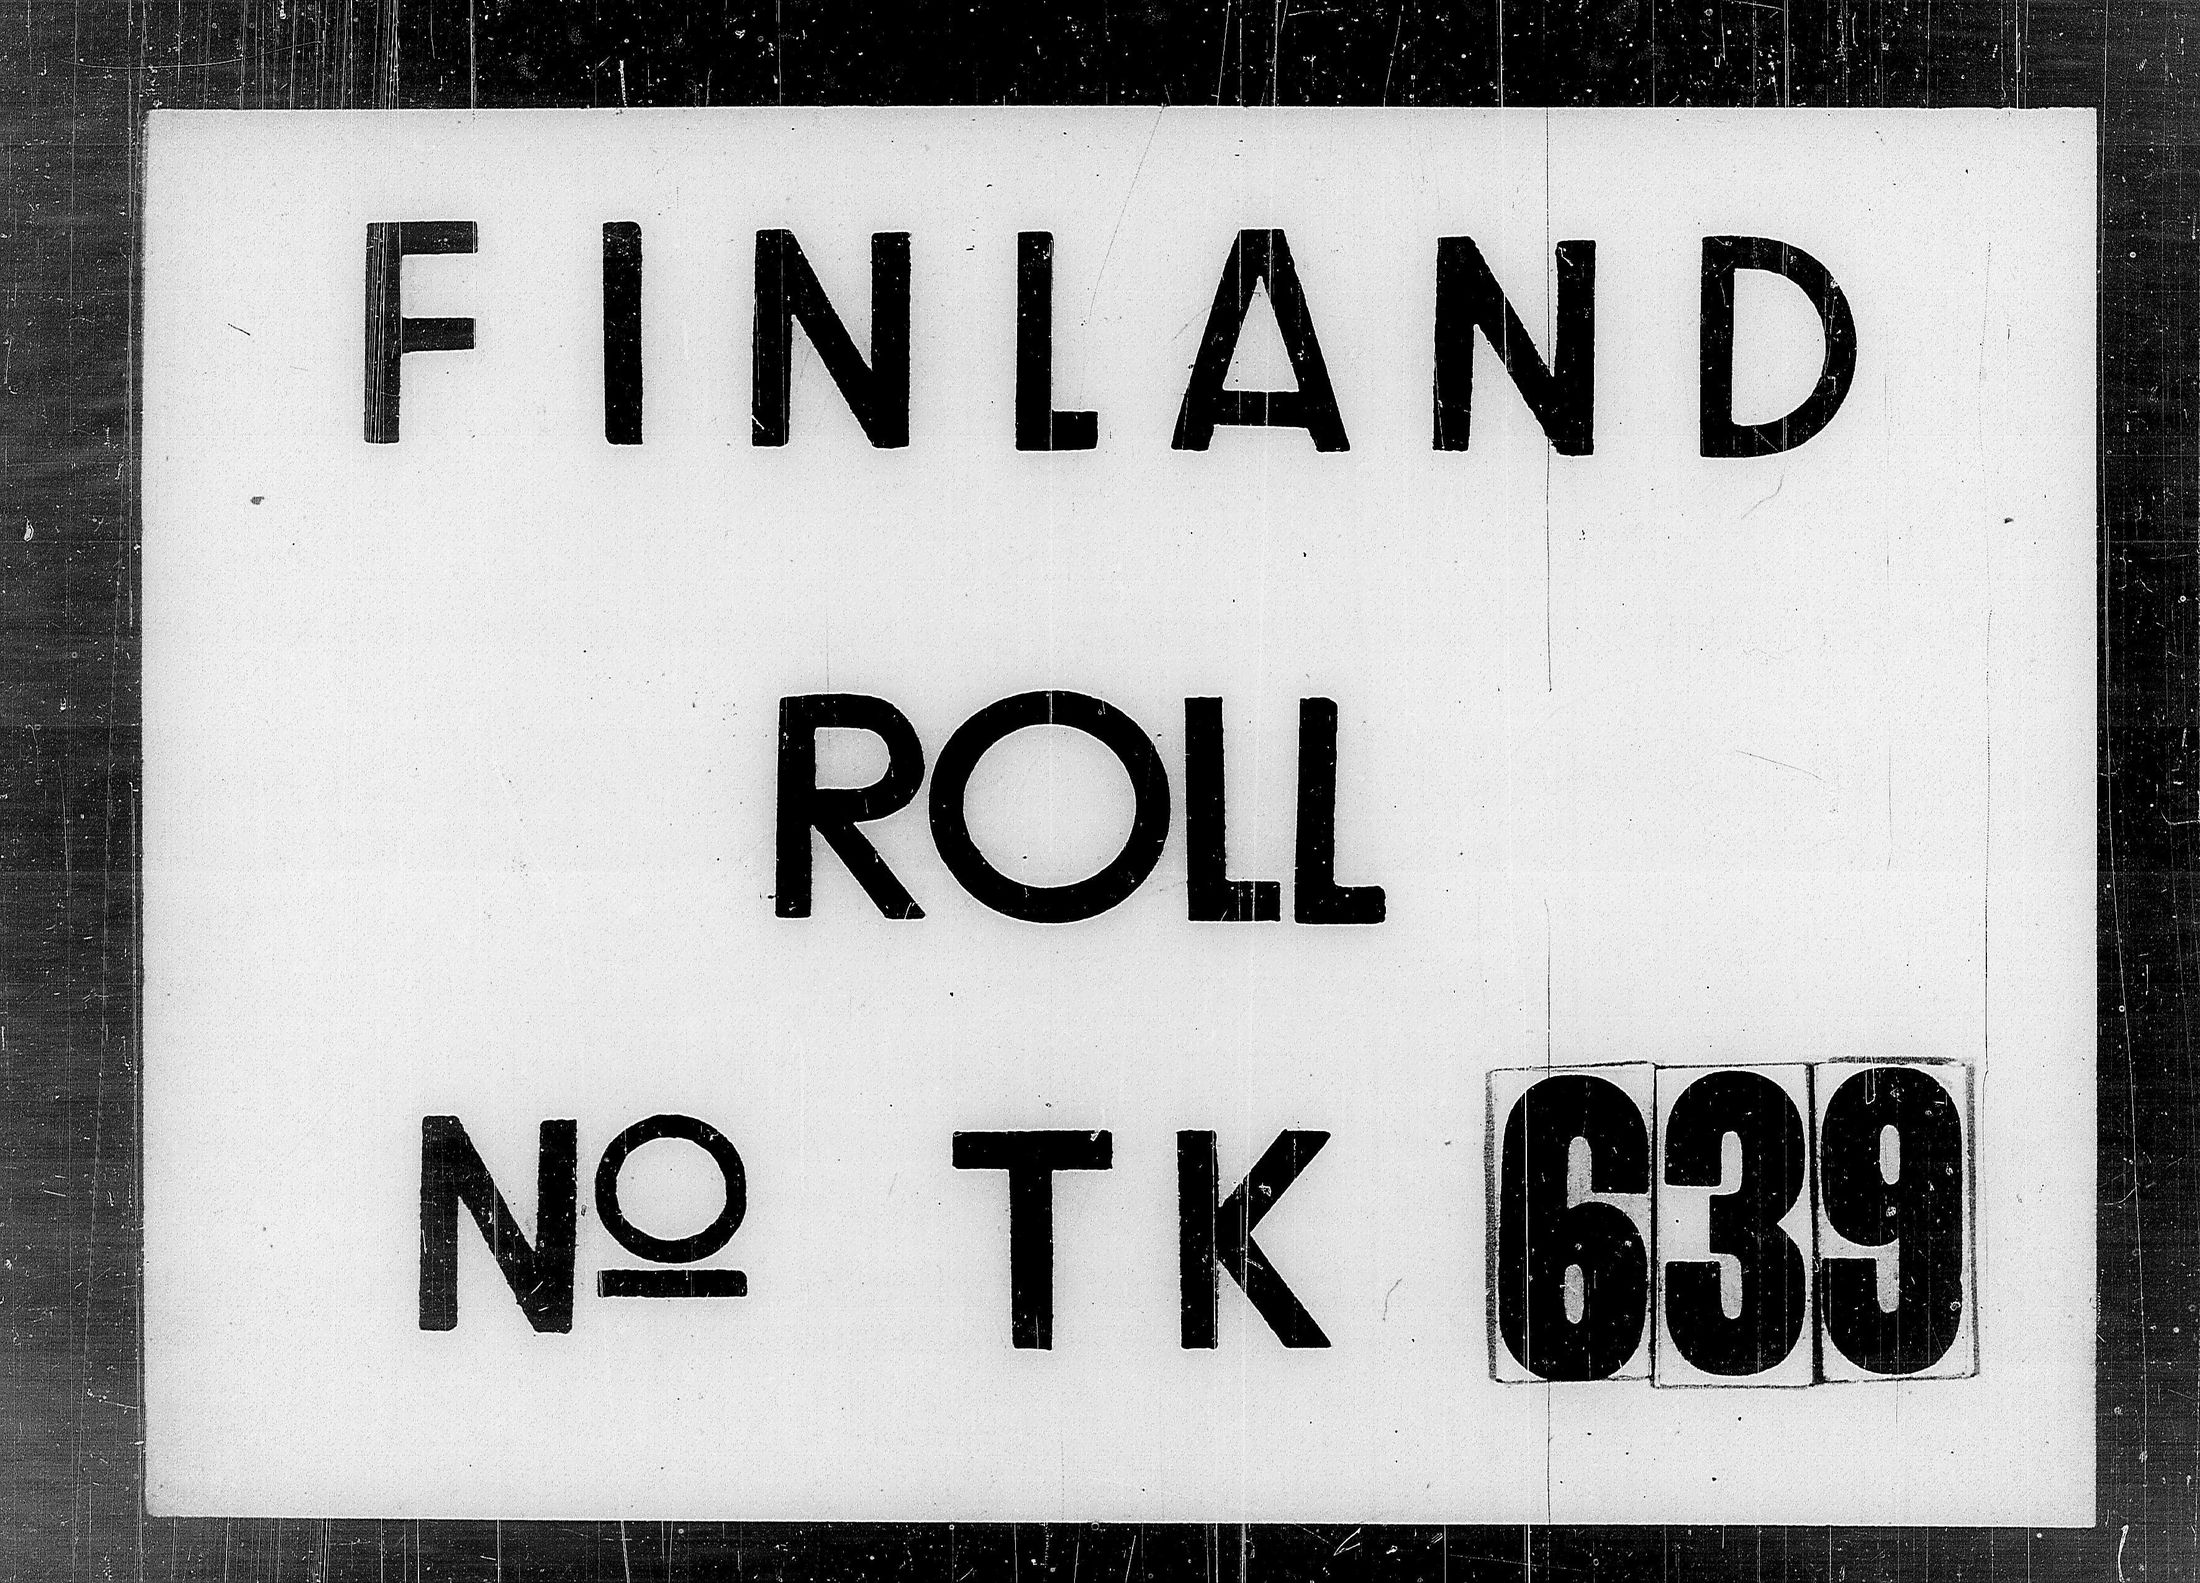 FINLAND
ROLL
Nº TK 639